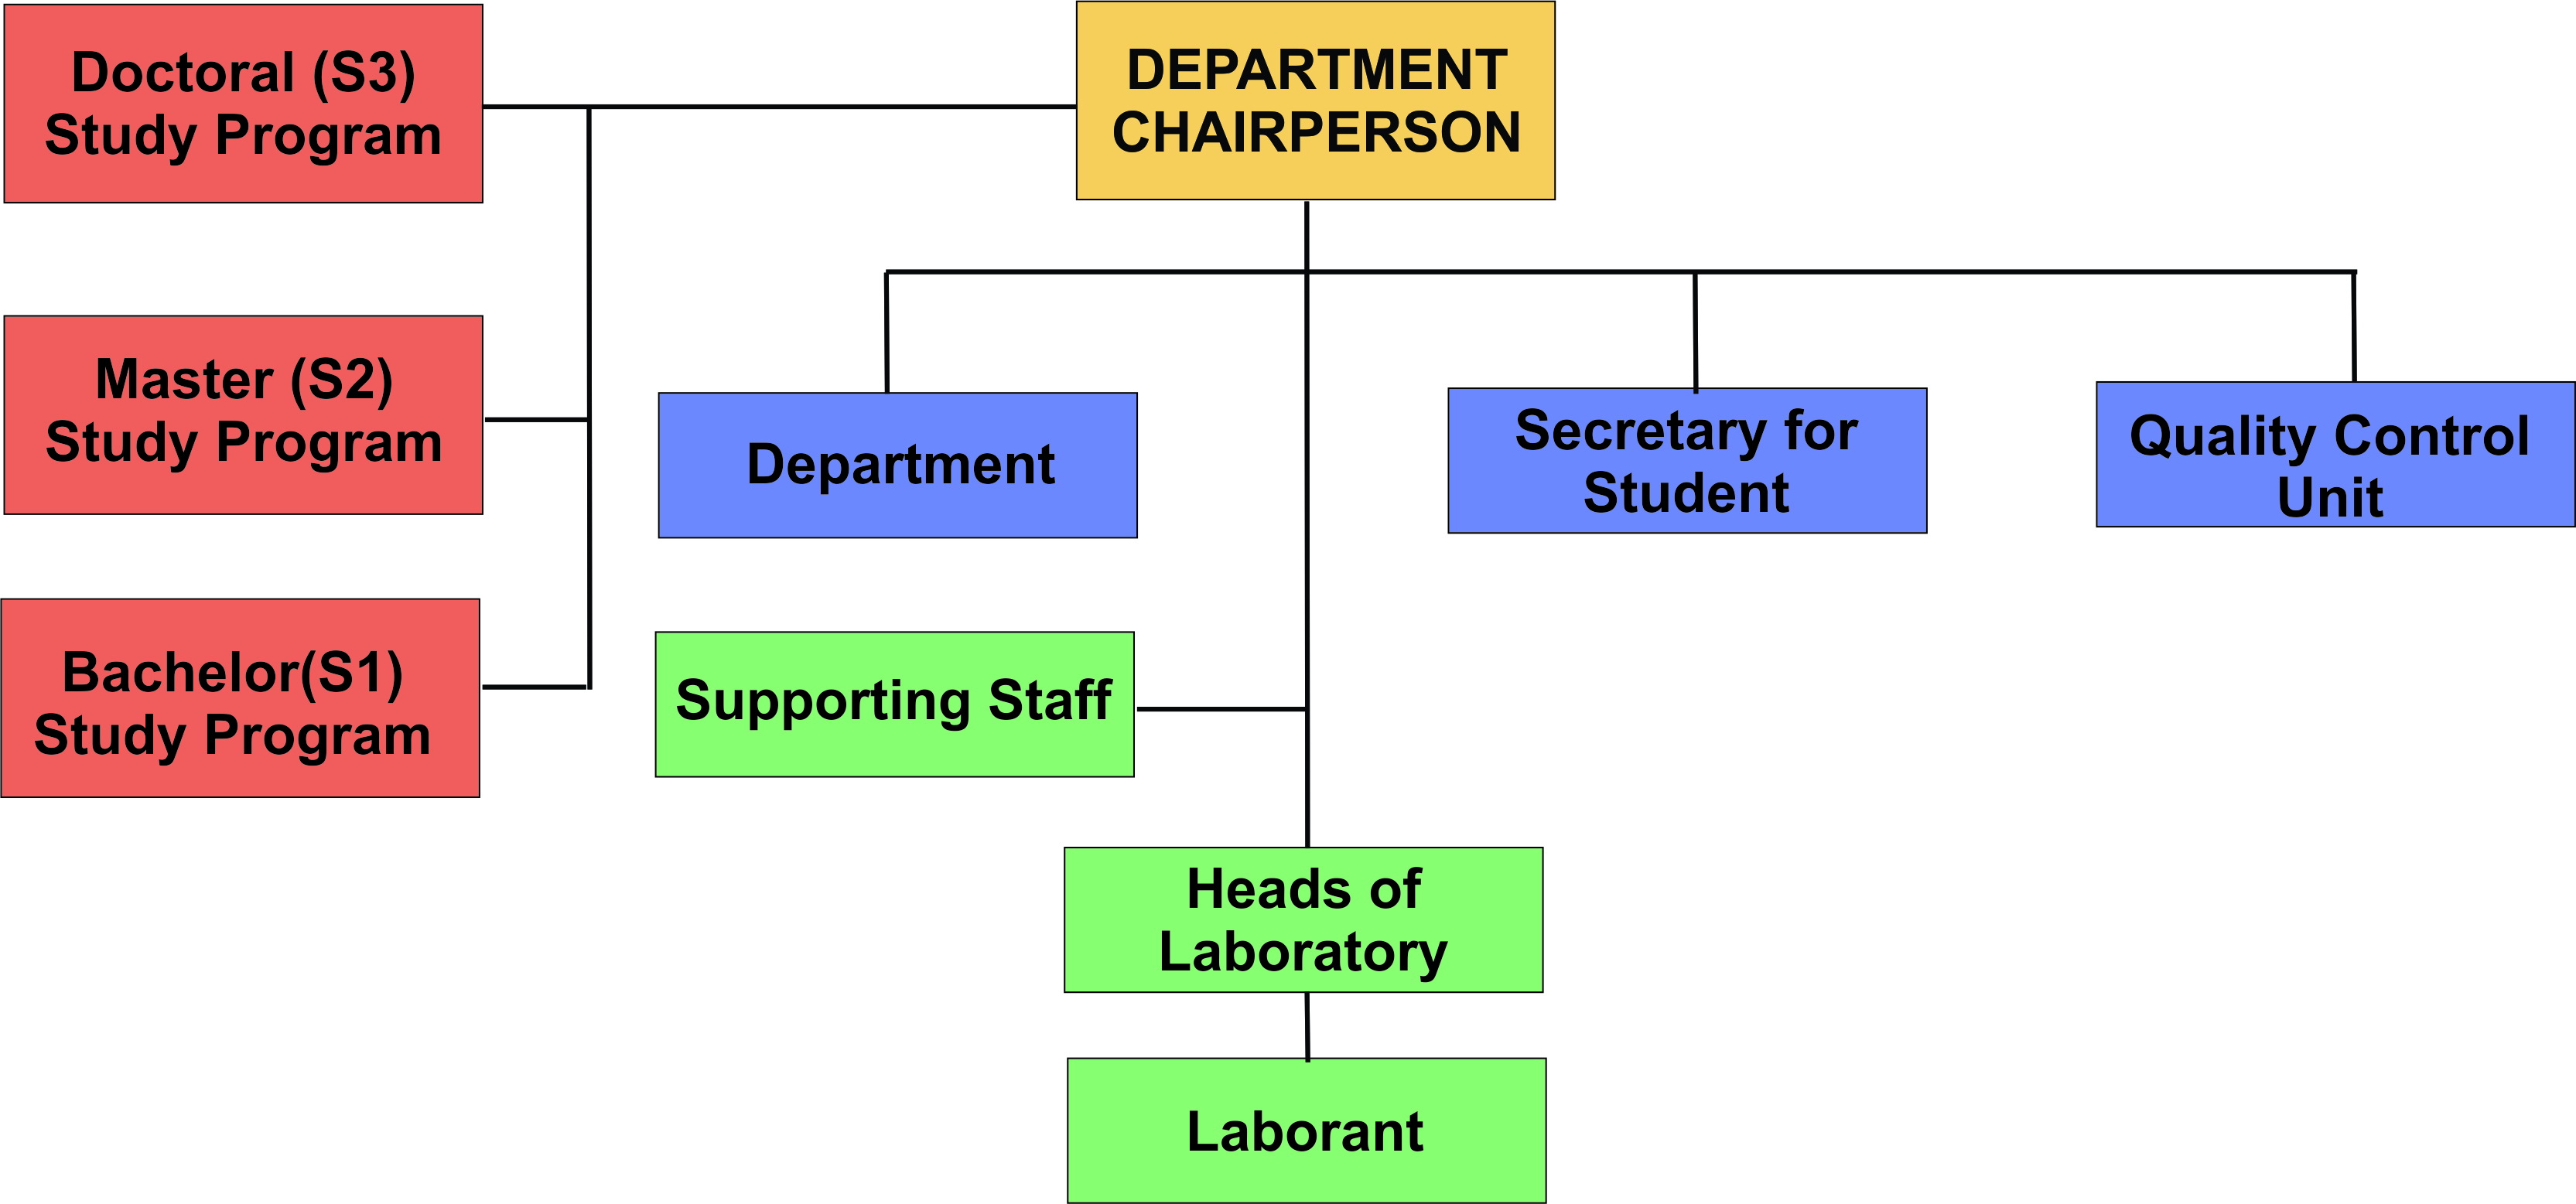 Doctoral (S3)
Study Program
DEPARTMENT
CHAIRPERSON
Master (S2)
Study Program
Department
Secretary for
Student
Quality Control
Unit
Bachelor(S1)
Study Program
Supporting Staff
Heads of
Laboratory
Laborant